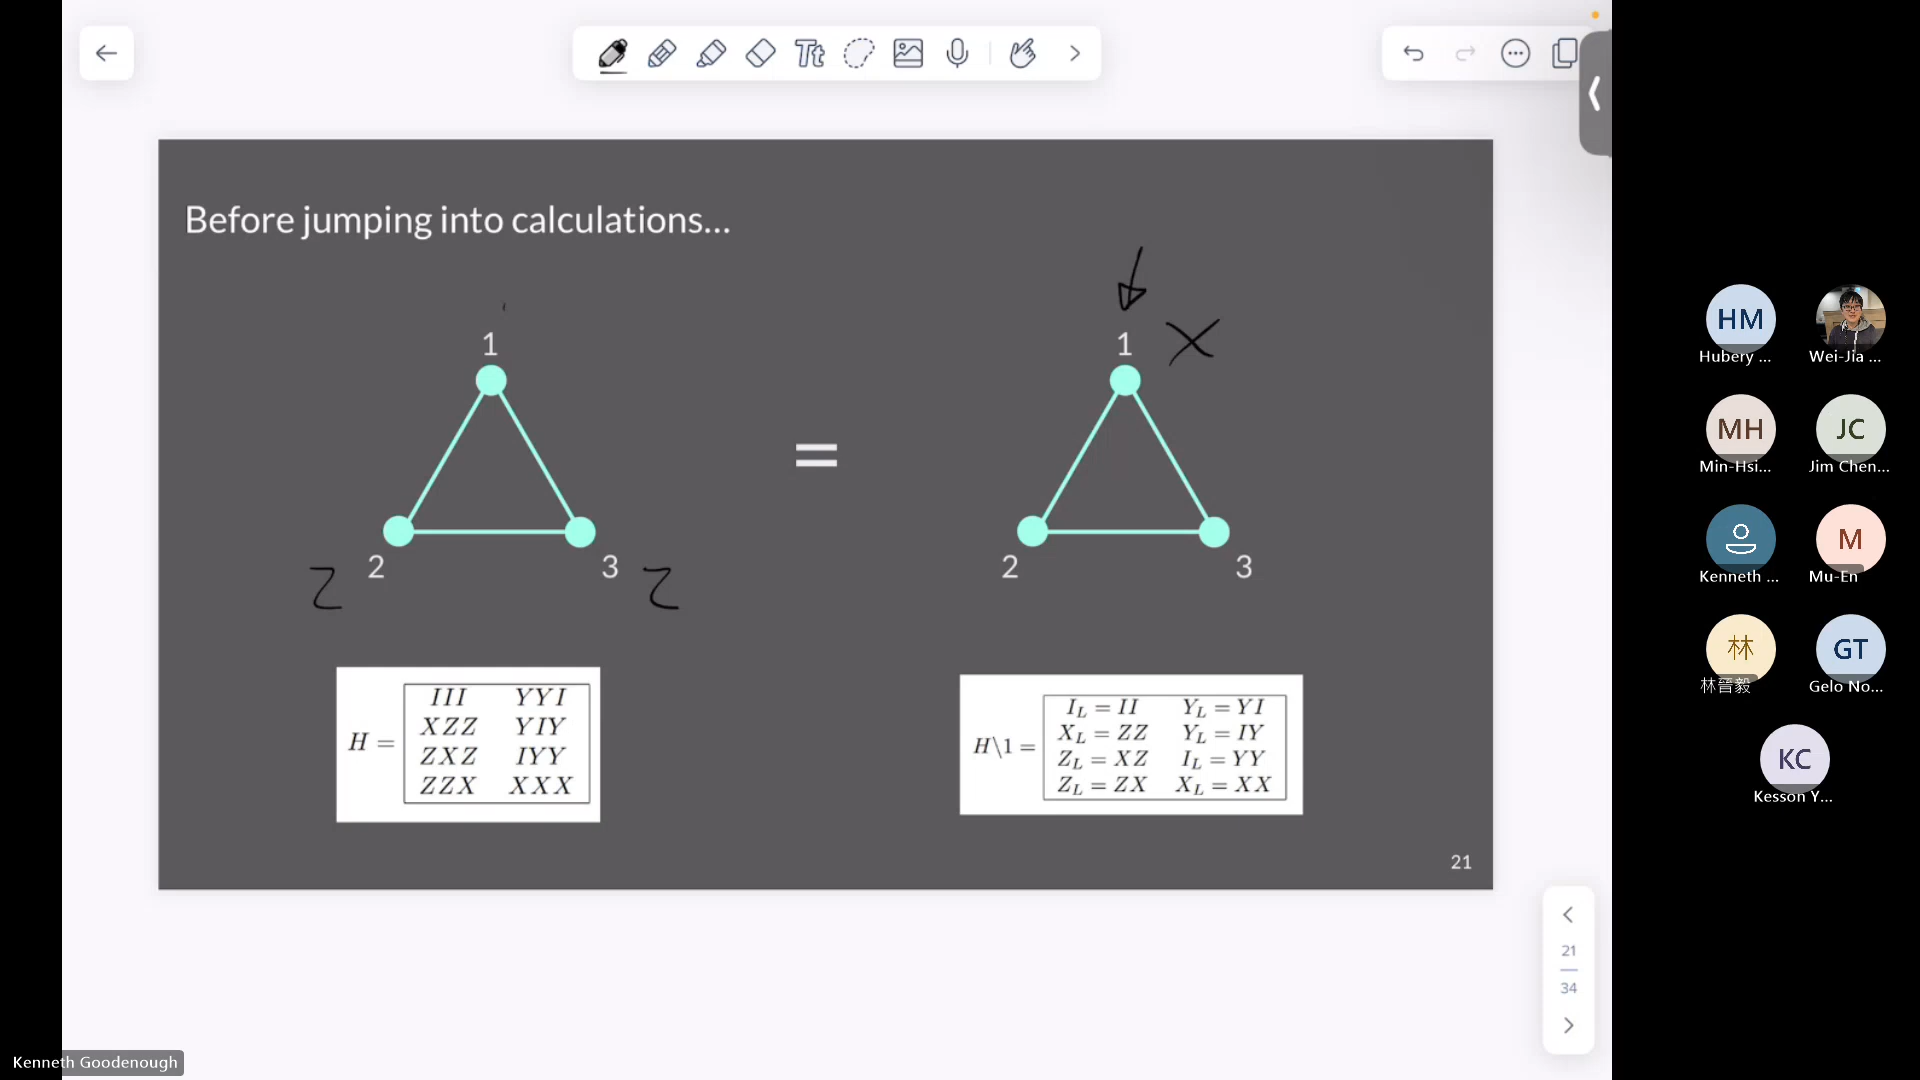 Tt
Before jumping into calculations...
1
1 X
=
2 3
2 3
Z Z
H =
III YYI
XZZ YIY
ZXZ IYY
ZZX XXX
H\1 =
I_L = II Y_L = YI
X_L = ZZ Y_L = IY
Z_L = XZ I_L = YY
Z_L = ZX X_L = XX
21
21
34
HM
Hubery ...
Wei-Jia ...
MH
Min-Hsi...
JC
Jim Chen...
Kenneth ...
M
Mu-En
林
林晉毅
GT
Gelo No...
KC
Kesson Y...
Kenneth Goodenough